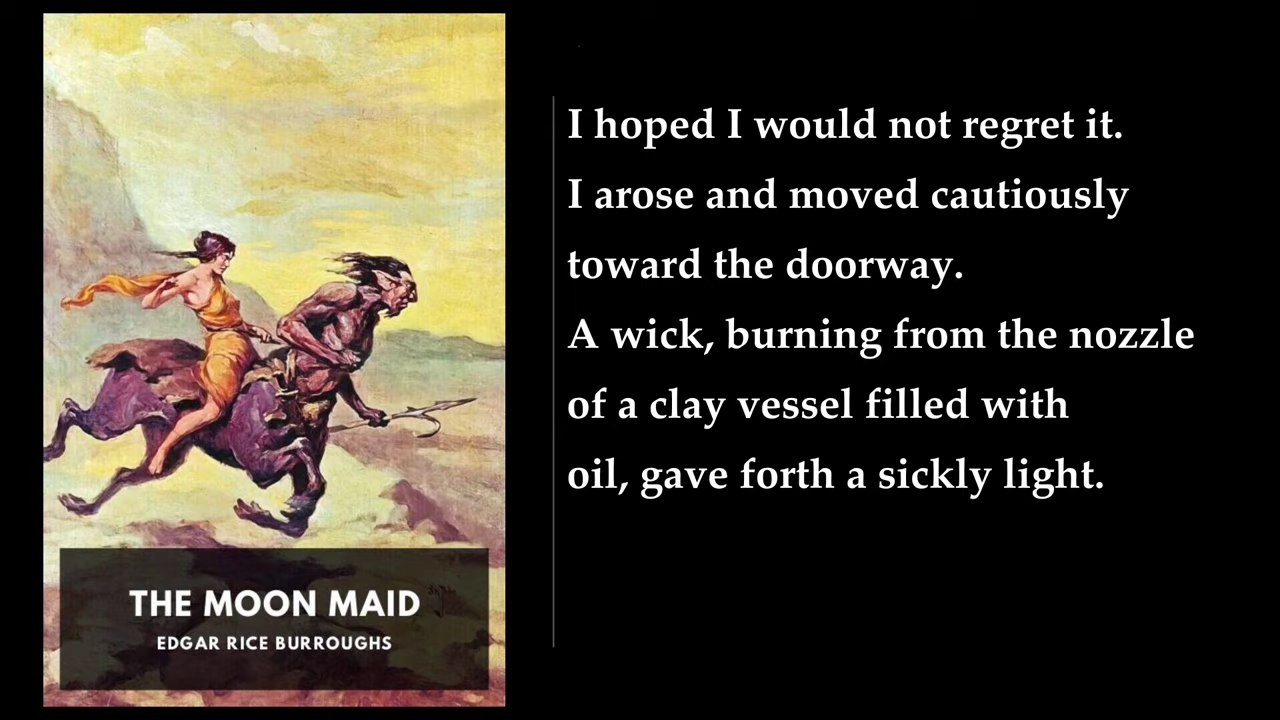 THE MOON MAID
EDGAR RICE BURROUGHS
I hoped I would not regret it.
I arose and moved cautiously
toward the doorway.
A wick, burning from the nozzle
of a clay vessel filled with
oil, gave forth a sickly light.